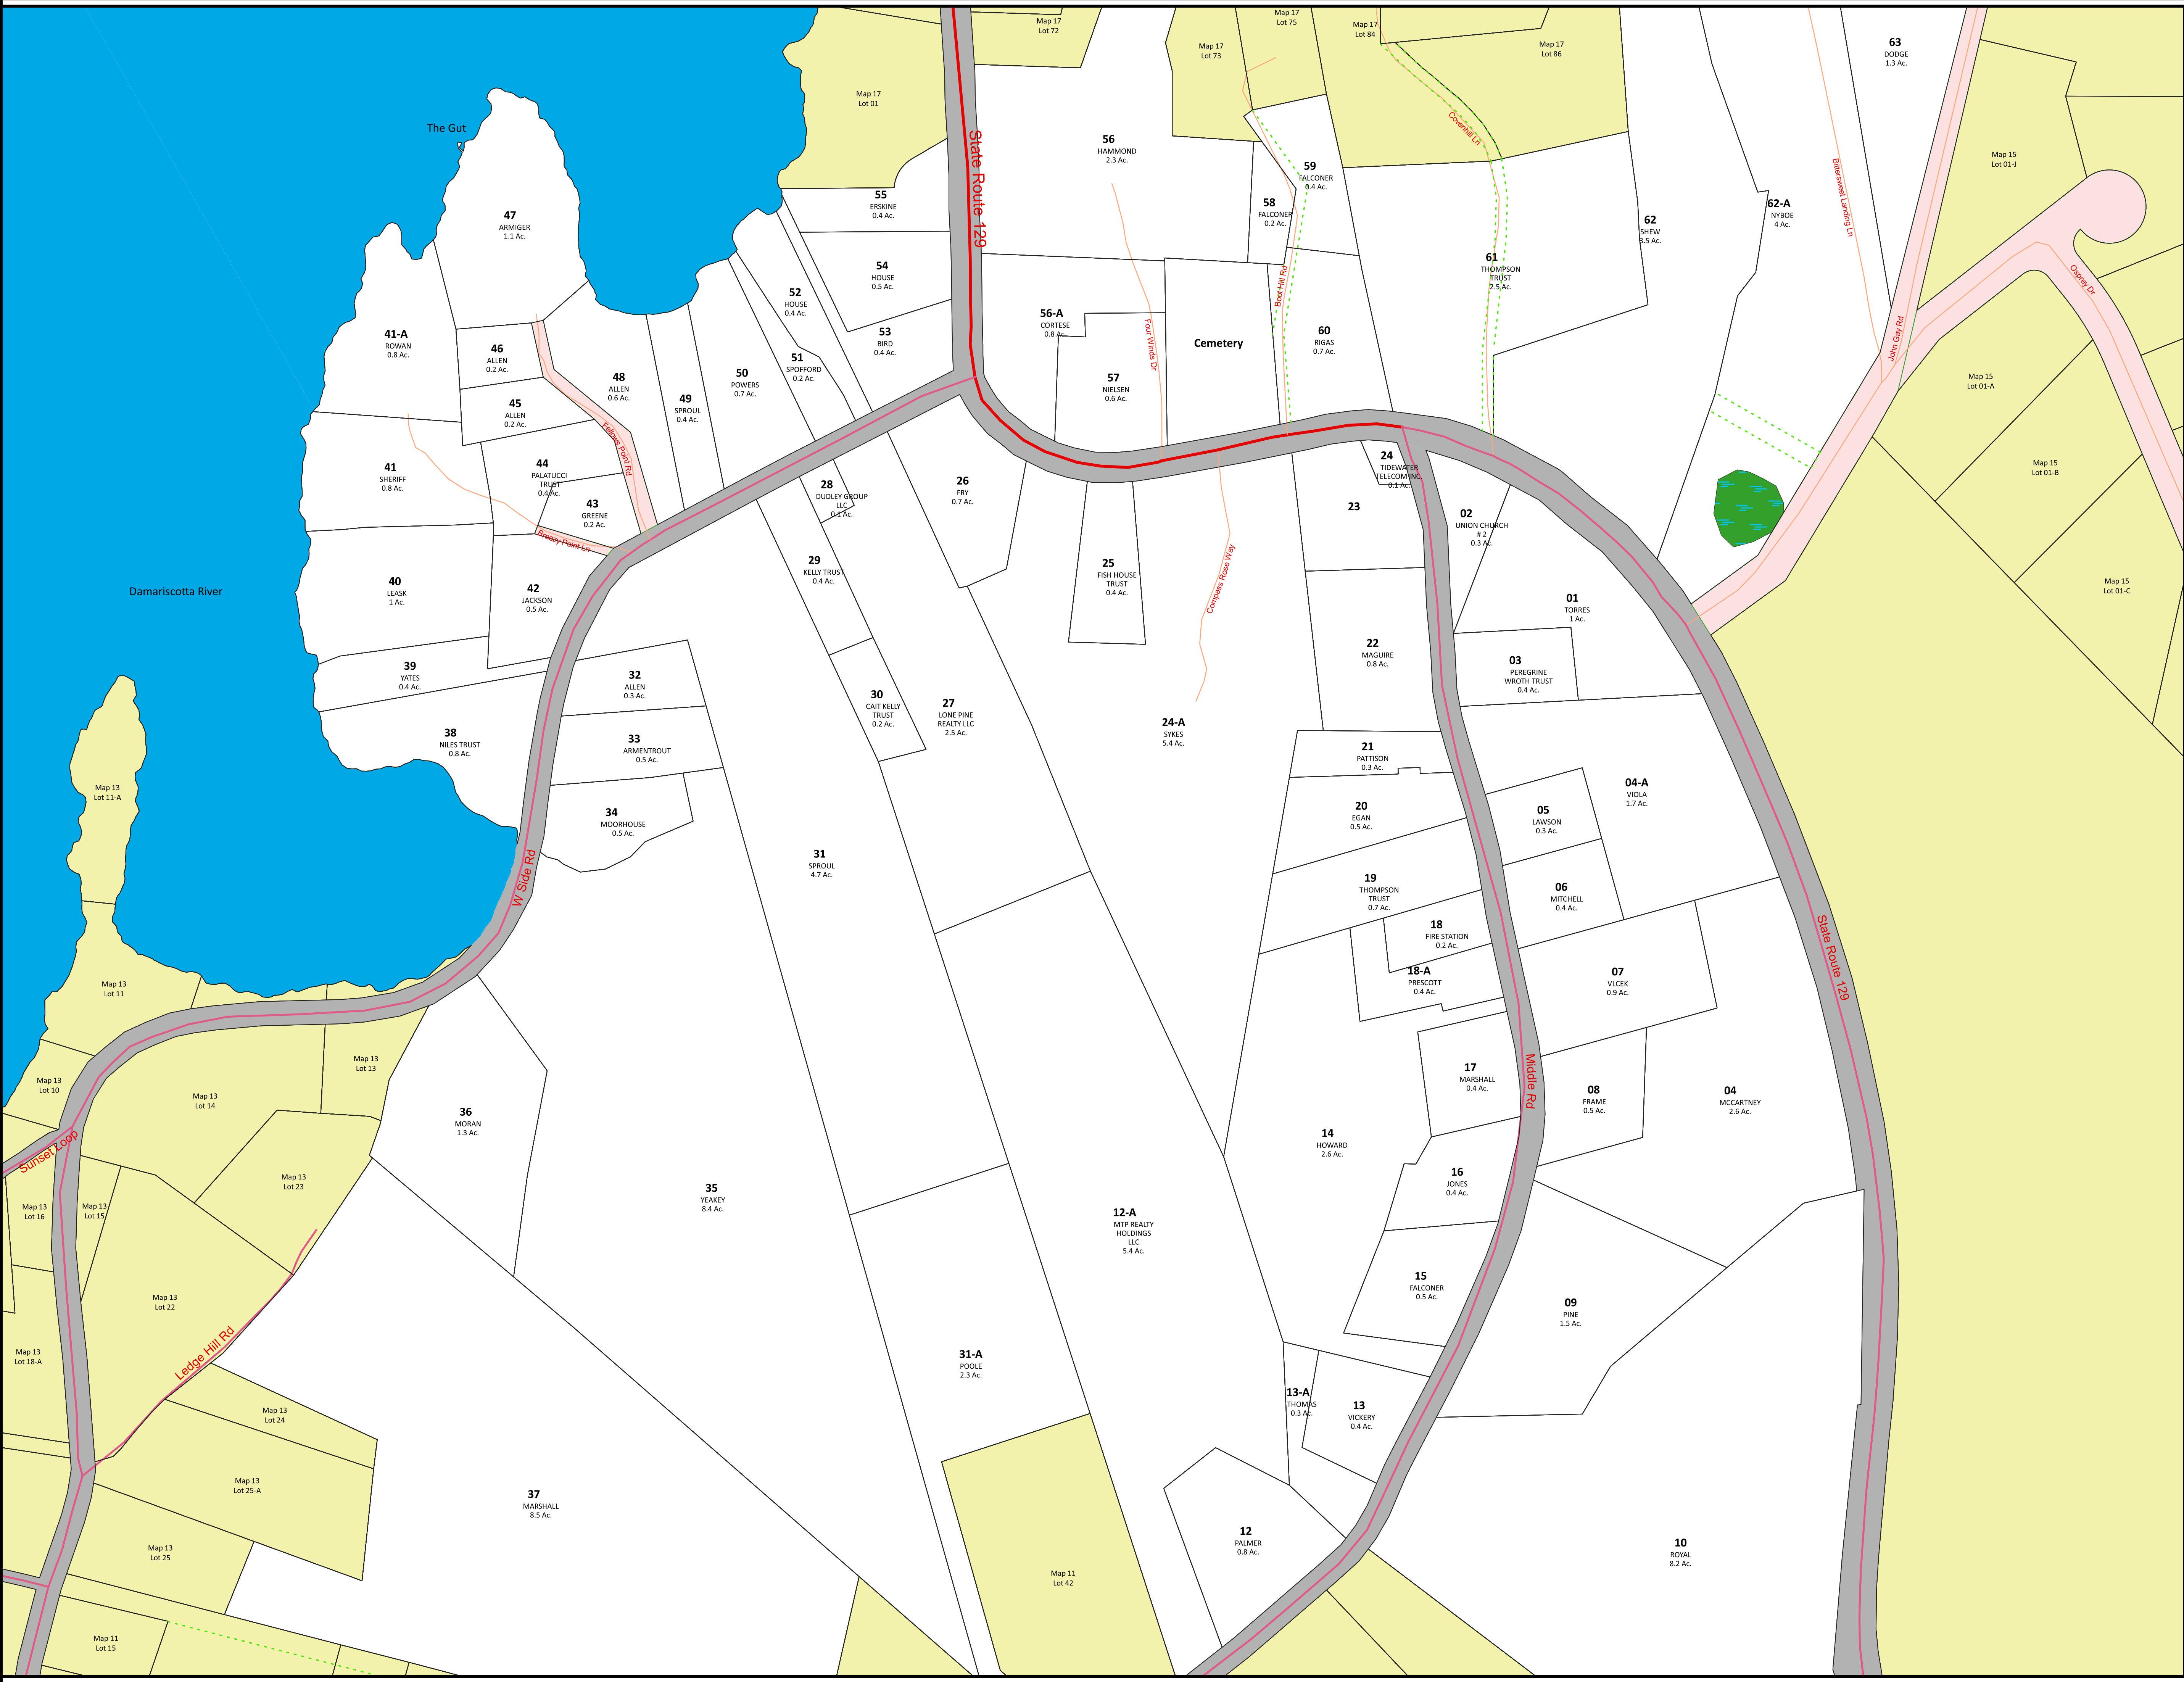 Map 17
Lot 72
Map 17
Lot 75
Map 17
Lot 84
Map 17
Lot 73
Map 17
Lot 86
63
DODGE
1.3 Ac.
Map 17
Lot 01
The Gut
State Route 129
56
HAMMOND
2.3 Ac.
Covenhill Ln
59
FALCONER
0.4 Ac.
58
FALCONER
0.2 Ac.
Bittersweet Landing Ln
Map 15
Lot 01-J
47
ARMIGER
1.1 Ac.
55
ERSKINE
0.4 Ac.
62
SHEW
3.5 Ac.
62-A
NYBOE
4 Ac.
54
HOUSE
0.5 Ac.
61
THOMPSON
TRUST
2.5 Ac.
Boot Hill Rd
Osprey Dr
52
HOUSE
0.4 Ac.
53
BIRD
0.4 Ac.
56-A
CORTESE
0.8 Ac.
Four Winds Dr
Cemetery
60
RIGAS
0.7 Ac.
John Gay Rd
41-A
ROWAN
0.8 Ac.
46
ALLEN
0.2 Ac.
48
ALLEN
0.6 Ac.
50
POWERS
0.7 Ac.
51
SPOFFORD
0.2 Ac.
57
NIELSEN
0.6 Ac.
Map 15
Lot 01-A
45
ALLEN
0.2 Ac.
49
SPROUL
0.4 Ac.
Fellows Point Rd
41
SHERIFF
0.8 Ac.
44
PALATUCCI
TRUST
0.4 Ac.
43
GREENE
0.2 Ac.
Breezy Point Ln
28
DUDLEY GROUP
LLC
0.1 Ac.
26
FRY
0.7 Ac.
24
TIDEWATER
TELECOM INC.
0.1 Ac.
23
02
UNION CHURCH
# 2
0.3 Ac.
Map 15
Lot 01-B
Damariscotta River
40
LEASK
1 Ac.
42
JACKSON
0.5 Ac.
29
KELLY TRUST
0.4 Ac.
25
FISH HOUSE
TRUST
0.4 Ac.
Compass Rose Way
01
TORRES
1 Ac.
Map 15
Lot 01-C
39
YATES
0.4 Ac.
32
ALLEN
0.3 Ac.
22
MAGUIRE
0.8 Ac.
03
PEREGRINE
WROTH TRUST
0.4 Ac.
30
CAIT KELLY
TRUST
0.2 Ac.
27
LONE PINE
REALTY LLC
2.5 Ac.
24-A
SYKES
5.4 Ac.
38
NILES TRUST
0.8 Ac.
33
ARMENTROUT
0.5 Ac.
21
PATTISON
0.3 Ac.
Map 13
Lot 11-A
04-A
VIOLA
1.7 Ac.
34
MOORHOUSE
0.5 Ac.
20
EGAN
0.5 Ac.
05
LAWSON
0.3 Ac.
W Side Rd
31
SPROUL
4.7 Ac.
19
THOMPSON
TRUST
0.7 Ac.
06
MITCHELL
0.4 Ac.
18
FIRE STATION
0.2 Ac.
State Route 129
Map 13
Lot 11
18-A
PRESCOTT
0.4 Ac.
07
VLCEK
0.9 Ac.
Map 13
Lot 13
Map 13
Lot 10
Map 13
Lot 14
17
MARSHALL
0.4 Ac.
Middle Rd
08
FRAME
0.5 Ac.
04
MCCARTNEY
2.6 Ac.
36
MORAN
1.3 Ac.
14
HOWARD
2.6 Ac.
Sunset Loop
Map 13
Lot 23
35
YEAKEY
8.4 Ac.
16
JONES
0.4 Ac.
Map 13
Lot 16
Map 13
Lot 15
12-A
MTP REALTY
HOLDINGS
LLC
5.4 Ac.
15
FALCONER
0.5 Ac.
Map 13
Lot 22
09
PINE
1.5 Ac.
Map 13
Lot 18-A
Ledge Hill Rd
31-A
POOLE
2.3 Ac.
13-A
THOMAS
0.3 Ac.
13
VICKERY
0.4 Ac.
Map 13
Lot 24
Map 13
Lot 25-A
37
MARSHALL
8.5 Ac.
12
PALMER
0.8 Ac.
10
ROYAL
8.2 Ac.
Map 13
Lot 25
Map 11
Lot 42
Map 11
Lot 15